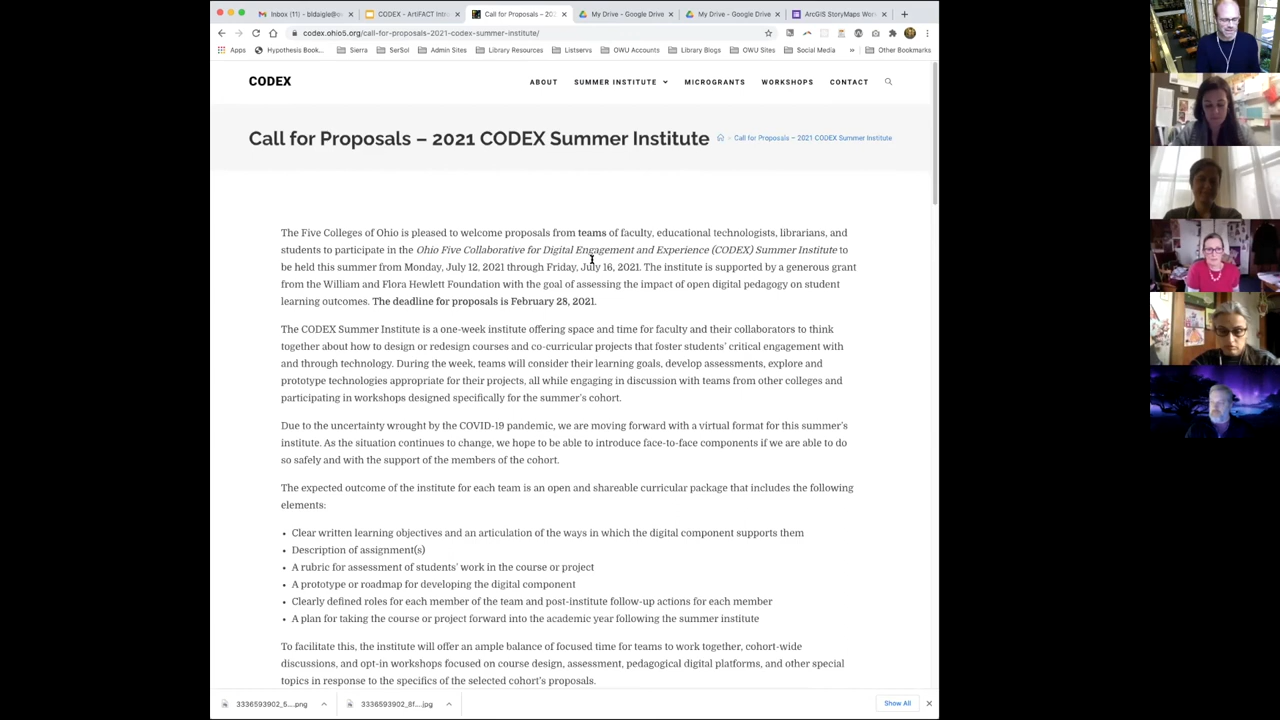 Inbox (11) - bldaigle@o
CODEX - ArtiFACT Intr
Call for Proposals – 202
My Drive - Google Drive
My Drive - Google Drive
ArcGIS StoryMaps Wor
codex.ohio5.org/call-for-proposals-2021-codex-summer-institute/
Apps
Hypothesis Book...
Sierra
SerSol
Admin Sites
Library Resources
Listservs
OWU Accounts
Library Blogs
OWU Sites
Social Media
»
Other Bookmarks
CODEX
ABOUT
SUMMER INSTITUTE
MICROGRANTS
WORKSHOPS
CONTACT
Call for Proposals – 2021 CODEX Summer Institute
Call for Proposals – 2021 CODEX Summer Institute
The Five Colleges of Ohio is pleased to welcome proposals from teams of faculty, educational technologists, librarians, and
students to participate in the Ohio Five Collaborative for Digital Engagement and Experience (CODEX) Summer Institute to
be held this summer from Monday, July 12, 2021 through Friday, July 16, 2021. The institute is supported by a generous grant
from the William and Flora Hewlett Foundation with the goal of assessing the impact of open digital pedagogy on student
learning outcomes. The deadline for proposals is February 28, 2021.
The CODEX Summer Institute is a one-week institute offering space and time for faculty and their collaborators to think
together about how to design or redesign courses and co-curricular projects that foster students' critical engagement with
and through technology. During the week, teams will consider their learning goals, develop assessments, explore and
prototype technologies appropriate for their projects, all while engaging in discussion with teams from other colleges and
participating in workshops designed specifically for the summer's cohort.
Due to the uncertainty wrought by the COVID-19 pandemic, we are moving forward with a virtual format for this summer's
institute. As the situation continues to change, we hope to be able to introduce face-to-face components if we are able to do
so safely and with the support of the members of the cohort.
The expected outcome of the institute for each team is an open and shareable curricular package that includes the following
elements:
• Clear written learning objectives and an articulation of the ways in which the digital component supports them
• Description of assignment(s)
• A rubric for assessment of students' work in the course or project
• A prototype or roadmap for developing the digital component
• Clearly defined roles for each member of the team and post-institute follow-up actions for each member
• A plan for taking the course or project forward into the academic year following the summer institute
To facilitate this, the institute will offer an ample balance of focused time for teams to work together, cohort-wide
discussions, and opt-in workshops focused on course design, assessment, pedagogical digital platforms, and other special
topics in response to the specifics of the selected cohort's proposals.
3336593902_6....png
3336593902_8f....jpg
Show All